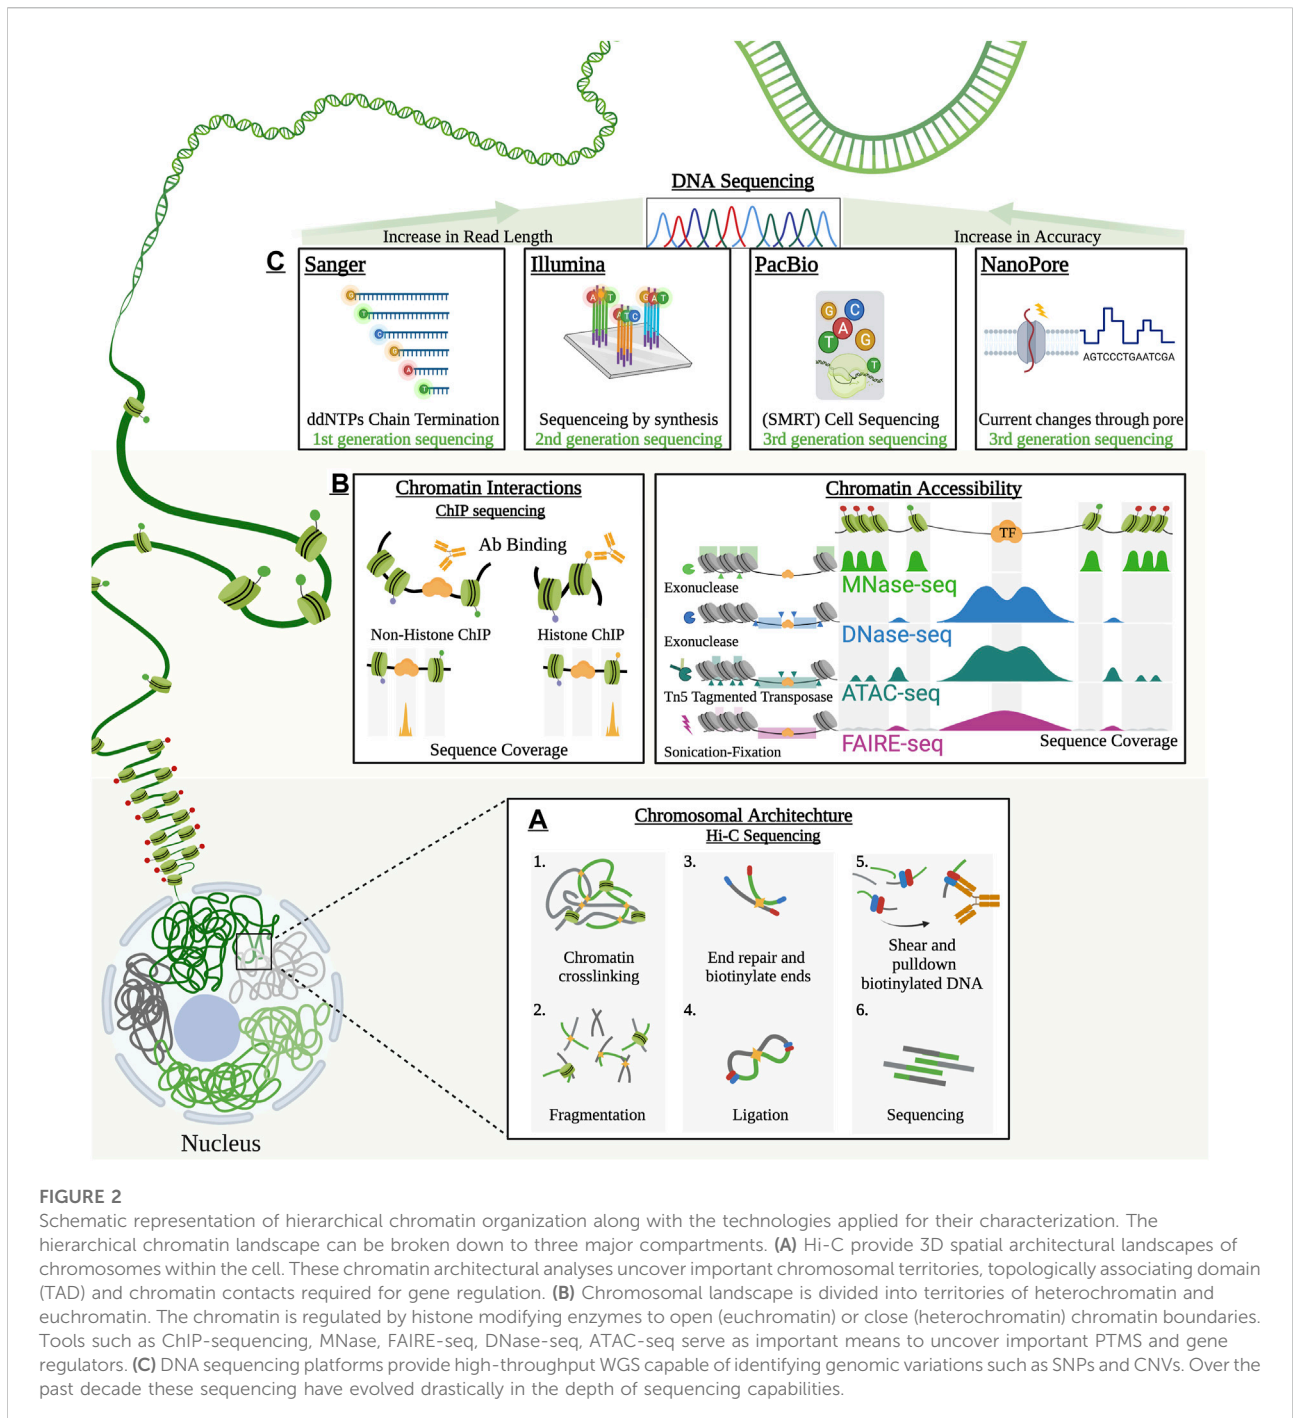 DNA Sequencing
Increase in Read Length
Increase in Accuracy
C
Sanger
G
T
C
G
A
T
ddNTPs Chain Termination
1st generation sequencing
Illumina
A T
G A T
A T C
Sequenceing by synthesis
2nd generation sequencing
PacBio
G
C
A
T
G
T
(SMRT) Cell Sequencing
3rd generation sequencing
NanoPore
AGTCCCTGAATCGA
Current changes through pore
3rd generation sequencing
B
Chromatin Interactions
ChIP sequencing
Ab Binding
Non-Histone ChIP
Histone ChIP
Sequence Coverage
Chromatin Accessibility
TF
Exonuclease
MNase-seq
Exonuclease
DNase-seq
Tn5 Tagmented Transposase
ATAC-seq
Sonication-Fixation
FAIRE-seq
Sequence Coverage
A
Chromosomal Architechture
Hi-C Sequencing
1.
Chromatin
crosslinking
2.
Fragmentation
3.
End repair and
biotinylate ends
4.
Ligation
5.
Shear and
pulldown
biotinylated DNA
6.
Sequencing
Nucleus
FIGURE 2
Schematic representation of hierarchical chromatin organization along with the technologies applied for their characterization. The
hierarchical chromatin landscape can be broken down to three major compartments. (A) Hi-C provide 3D spatial architectural landscapes of
chromosomes within the cell. These chromatin architectural analyses uncover important chromosomal territories, topologically associating domain
(TAD) and chromatin contacts required for gene regulation. (B) Chromosomal landscape is divided into territories of heterochromatin and
euchromatin. The chromatin is regulated by histone modifying enzymes to open (euchromatin) or close (heterochromatin) chromatin boundaries.
Tools such as ChIP-sequencing, MNase, FAIRE-seq, DNase-seq, ATAC-seq serve as important means to uncover important PTMS and gene
regulators. (C) DNA sequencing platforms provide high-throughput WGS capable of identifying genomic variations such as SNPs and CNVs. Over the
past decade these sequencing have evolved drastically in the depth of sequencing capabilities.